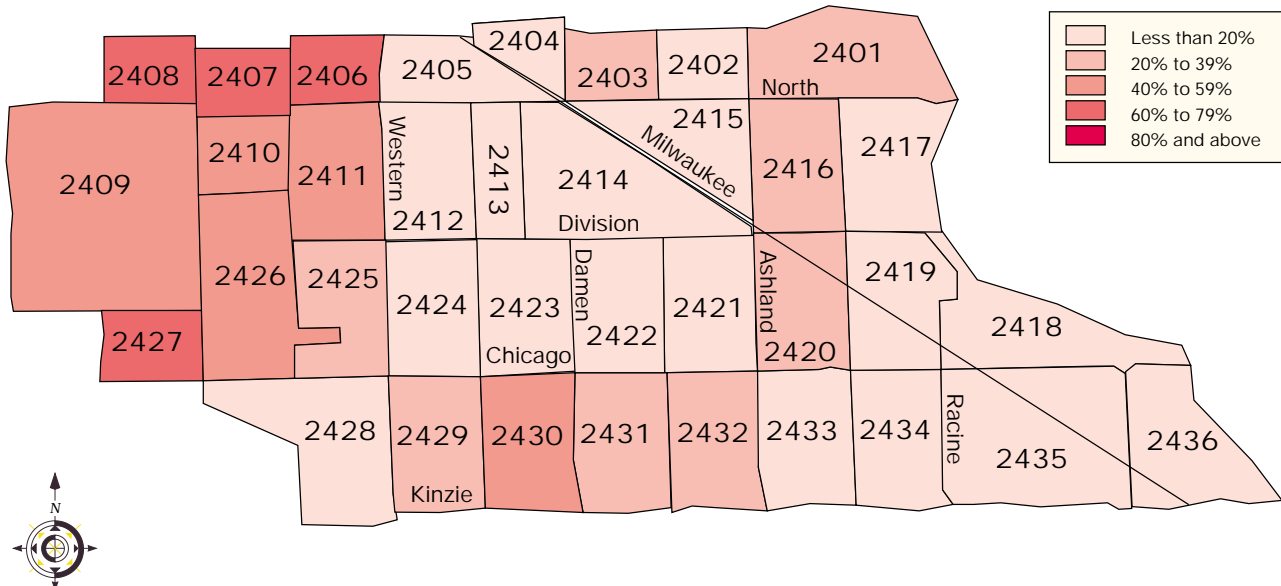 2404
2401
2408
2407
2406
2405
2403
2402
North
Less than 20%
20% to 39%
40% to 59%
60% to 79%
80% and above
2409
2410
2411
Western
2412
2413
2414
Division
Milwaukee
2415
2416
2417
2426
2425
2424
2423
Chicago
Damen
2422
2421
Ashland
2420
2419
2418
2427
2428
2429
Kinzie
2430
2431
2432
2433
2434
Racine
2435
2436
N